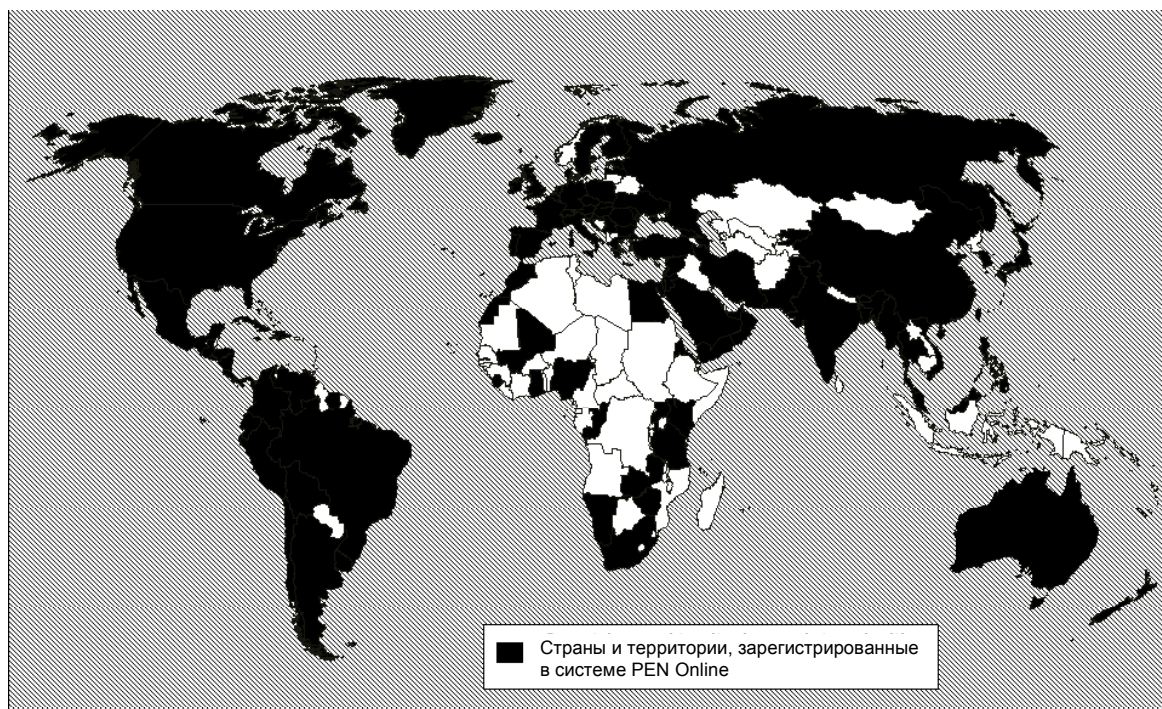 Страны и территории, зарегистрированные
в системе PEN Online